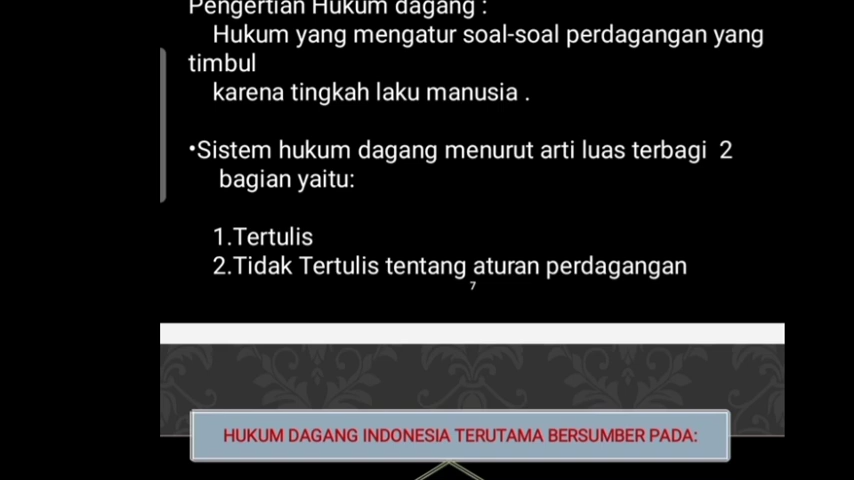 Pengertian Hukum dagang :
Hukum yang mengatur soal-soal perdagangan yang
timbul
karena tingkah laku manusia .
•Sistem hukum dagang menurut arti luas terbagi 2
bagian yaitu:
1.Tertulis
2.Tidak Tertulis tentang aturan perdagangan
7
HUKUM DAGANG INDONESIA TERUTAMA BERSUMBER PADA: